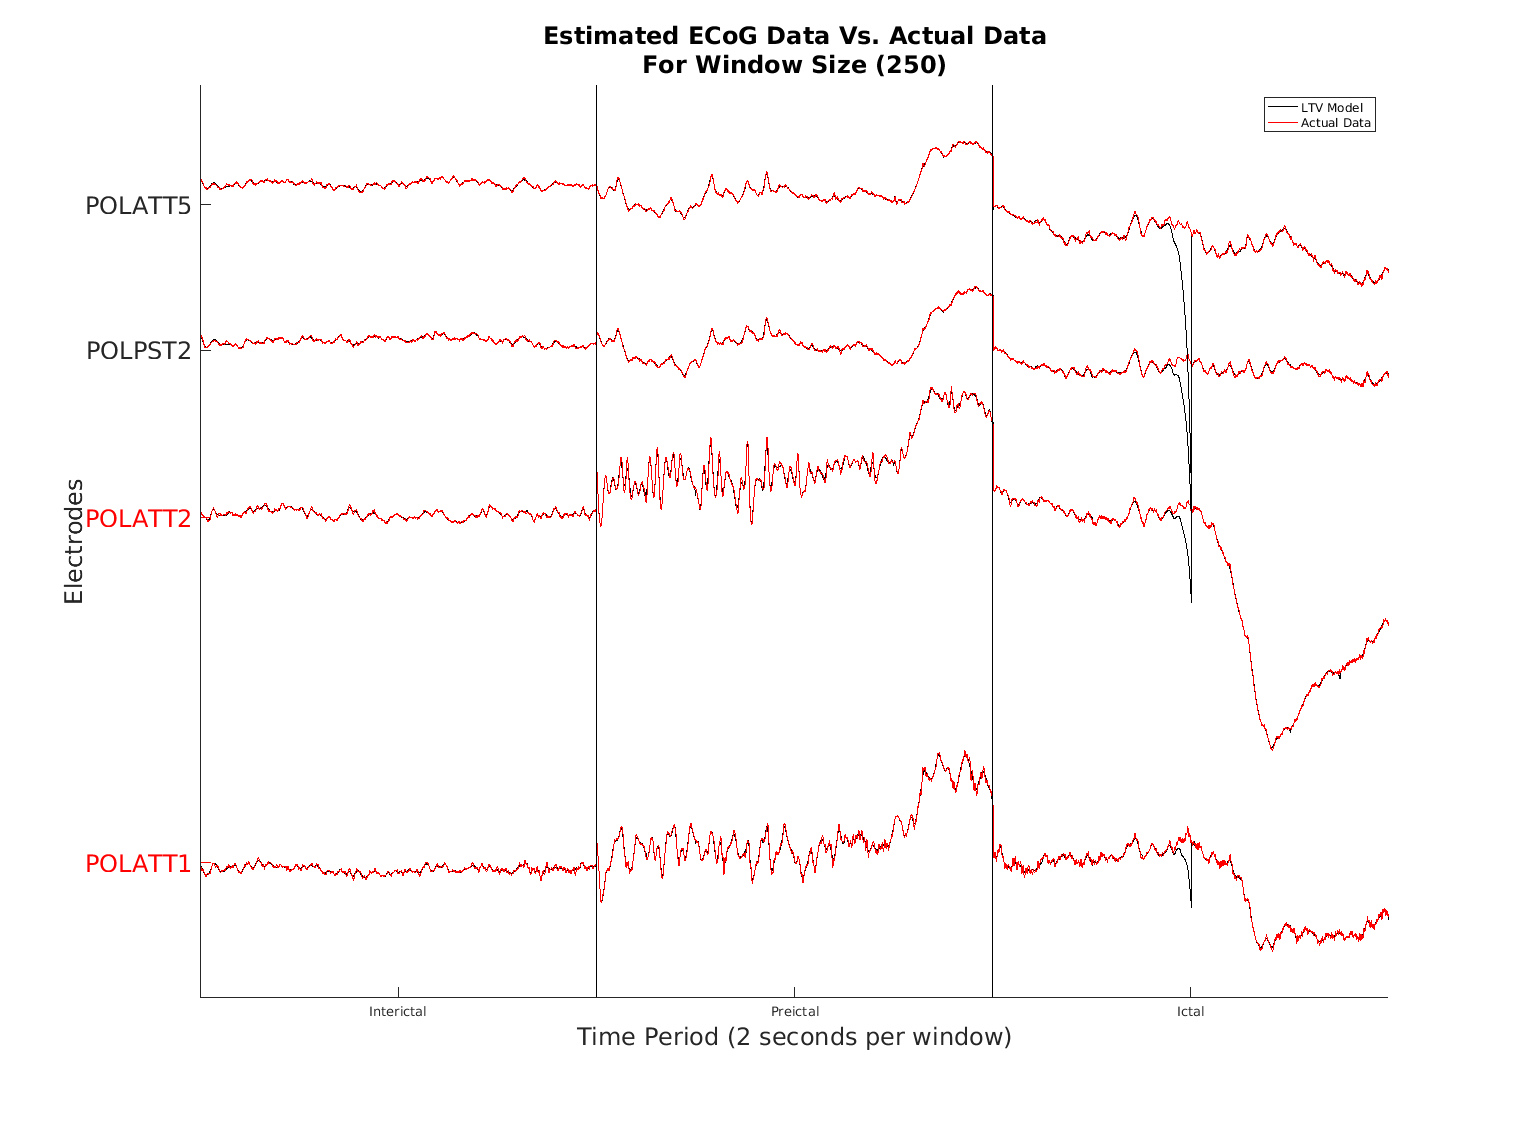 Estimated ECoG Data Vs. Actual Data
For Window Size (250)
LTV Model
Actual Data
POLATT5
POLPST2
POLATT2
POLATT1
Electrodes
Interictal
Preictal
Ictal
Time Period (2 seconds per window)